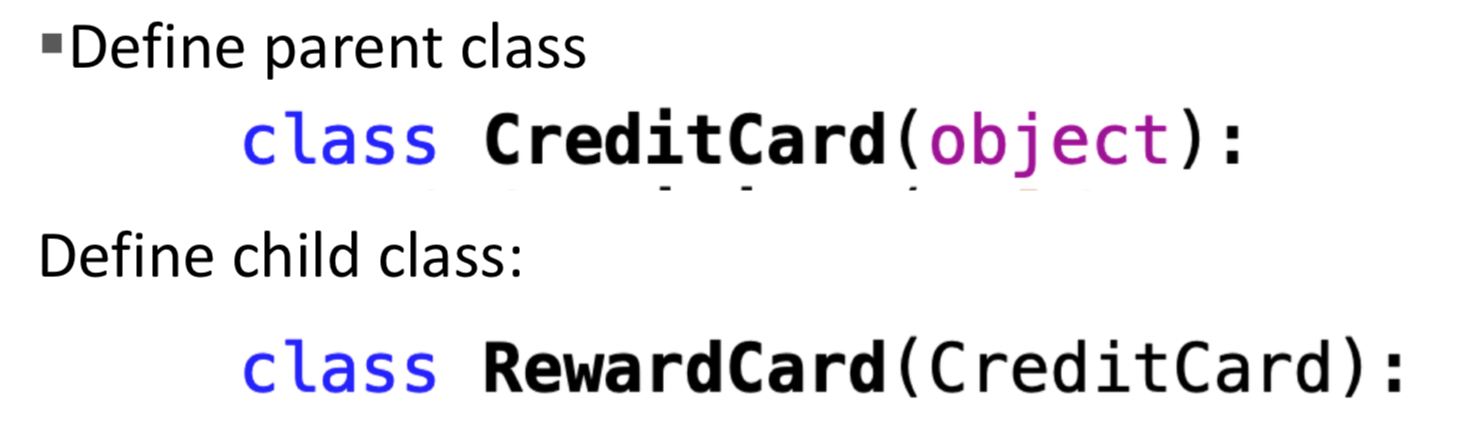 ▪Define parent class
class CreditCard(object):
Define child class:
class RewardCard(CreditCard):